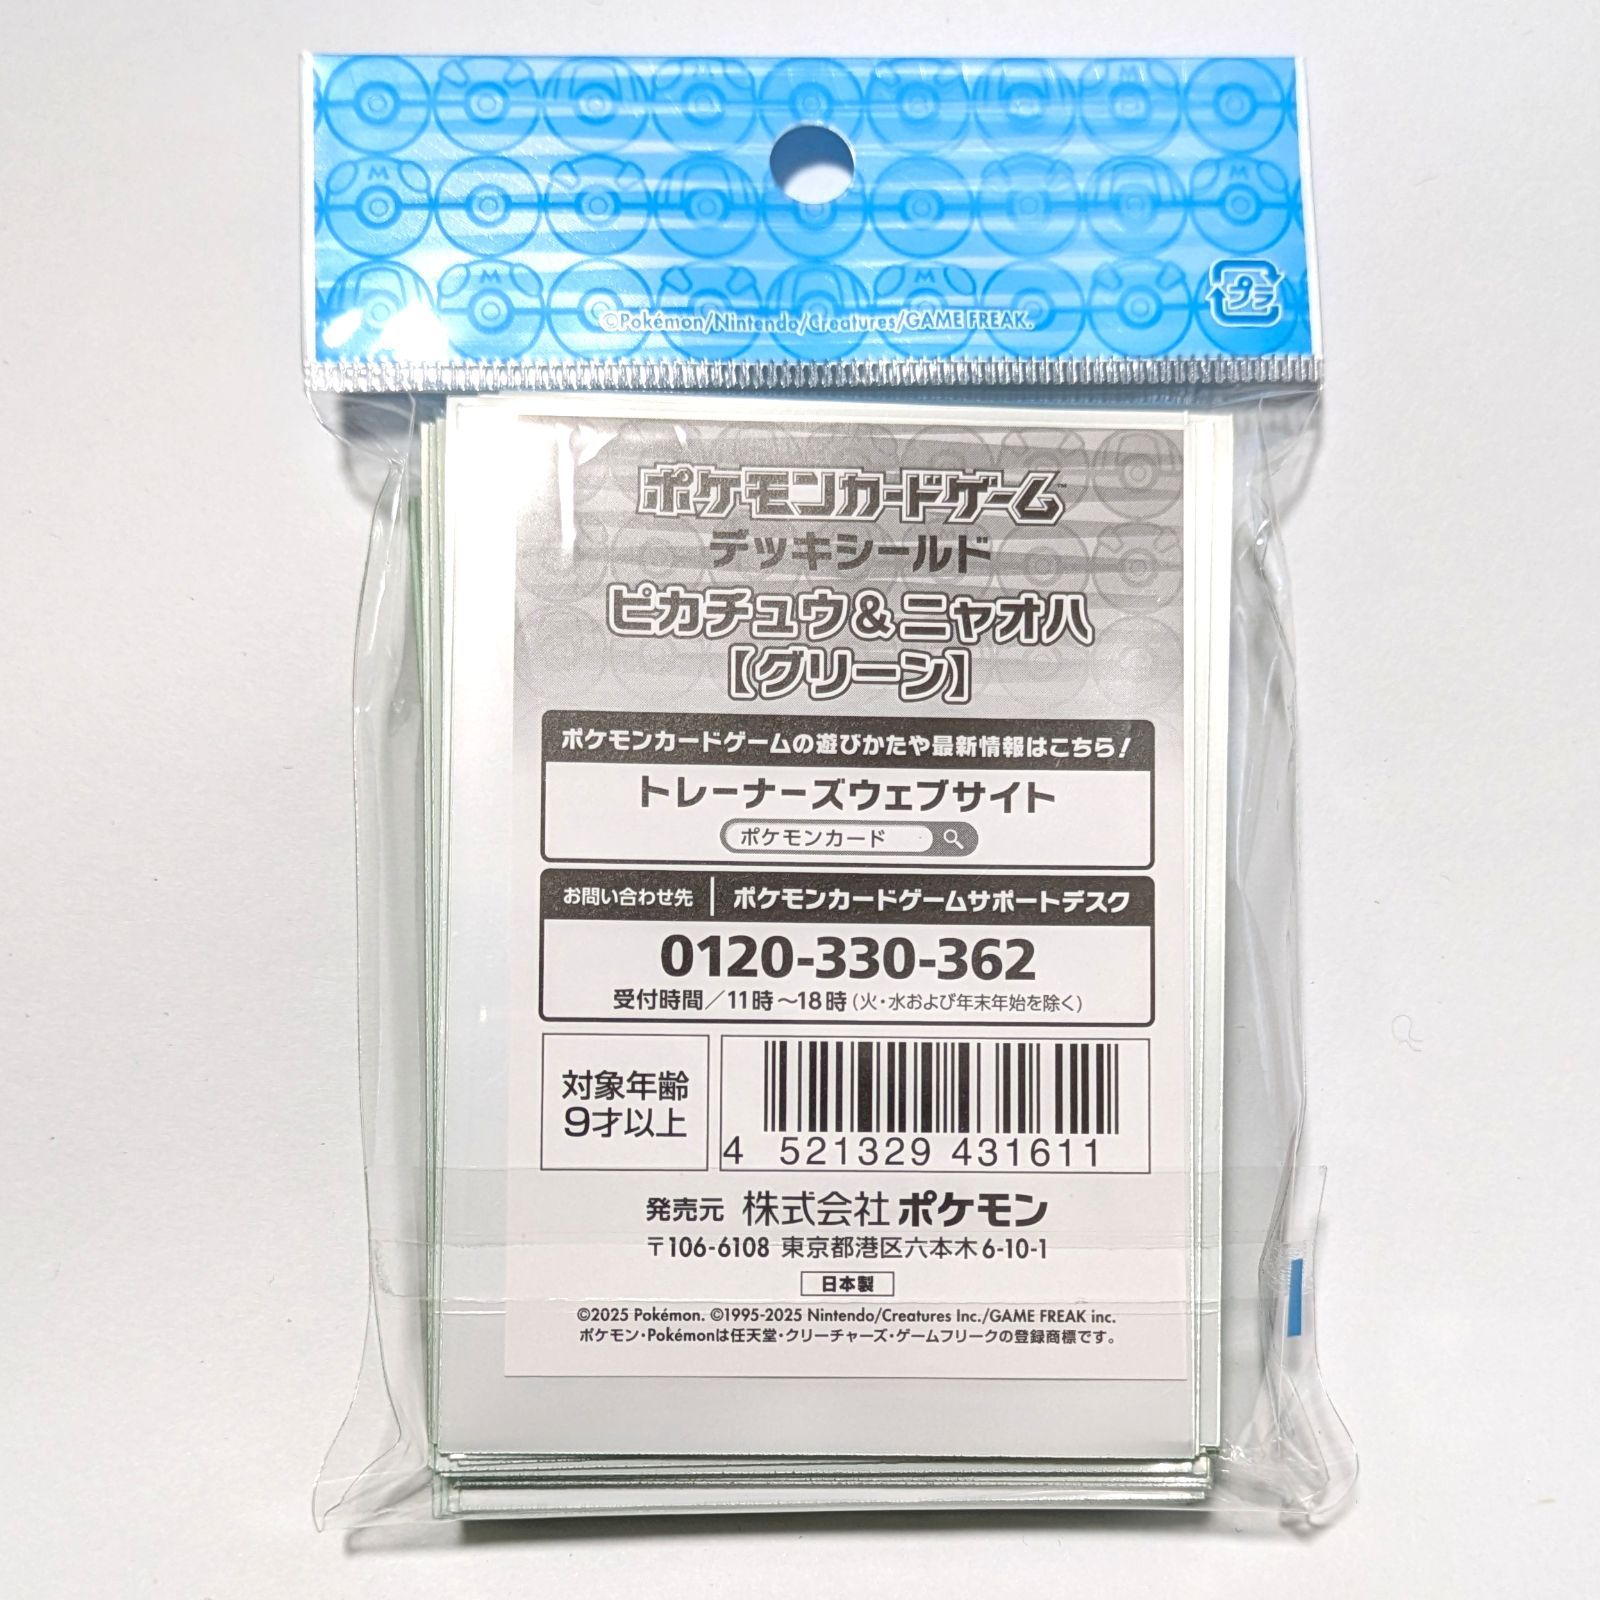 ©Pokémon/Nintendo/Creatures/GAME FREAK.
プラ
ポケモンカードゲーム™
デッキシールド
ピカチュウ&ニャオハ
【グリーン】
ポケモンカードゲームの遊びかたや最新情報はこちら!
トレーナーズウェブサイト
ポケモンカード
お問い合わせ先 | ポケモンカードゲームサポートデスク
0120-330-362
受付時間/11時~18時(火・水および年末年始を除く)
対象年齢
9才以上
4 521329 431611
発売元 株式会社ポケモン
〒106-6108 東京都港区六本木6-10-1
日本製
©2025 Pokémon. ©1995-2025 Nintendo/Creatures Inc./GAME FREAK inc.
ポケモン・Pokémonは任天堂・クリーチャーズ・ゲームフリークの登録商標です。